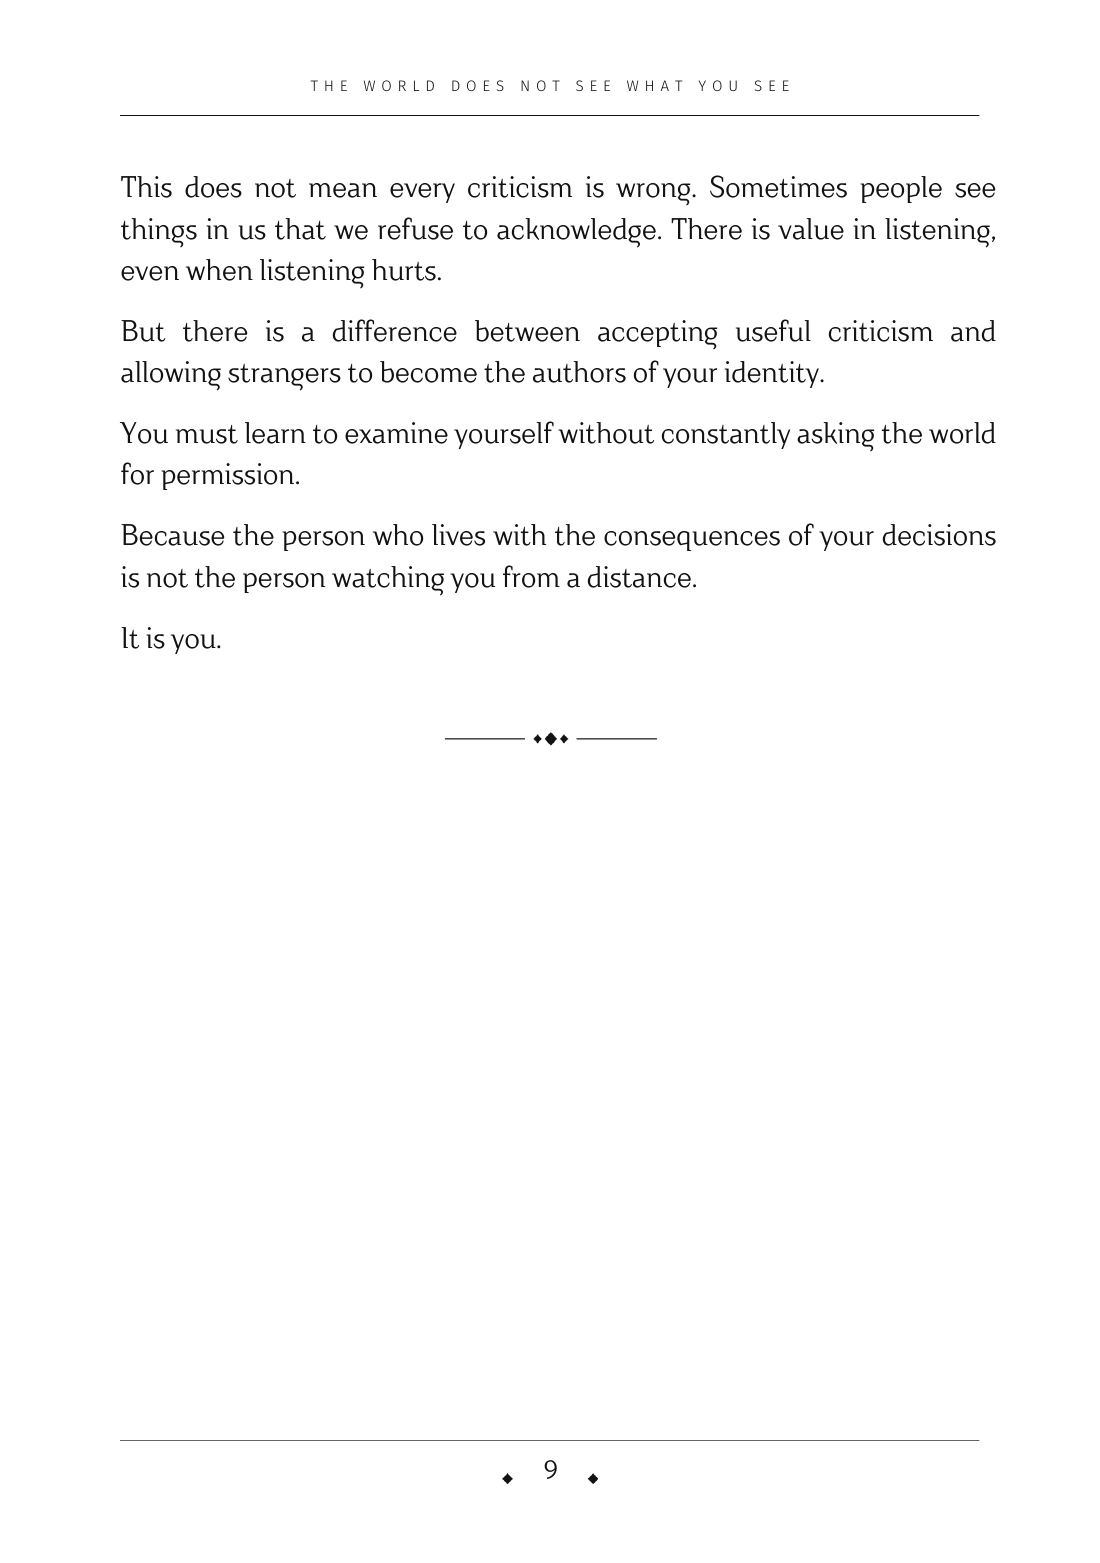 THE WORLD DOES NOT SEE WHAT YOU SEE
This does not mean every criticism is wrong. Sometimes people see
things in us that we refuse to acknowledge. There is value in listening,
even when listening hurts.
But there is a difference between accepting useful criticism and
allowing strangers to become the authors of your identity.
You must learn to examine yourself without constantly asking the world
for permission.
Because the person who lives with the consequences of your decisions
is not the person watching you from a distance.
It is you.
9